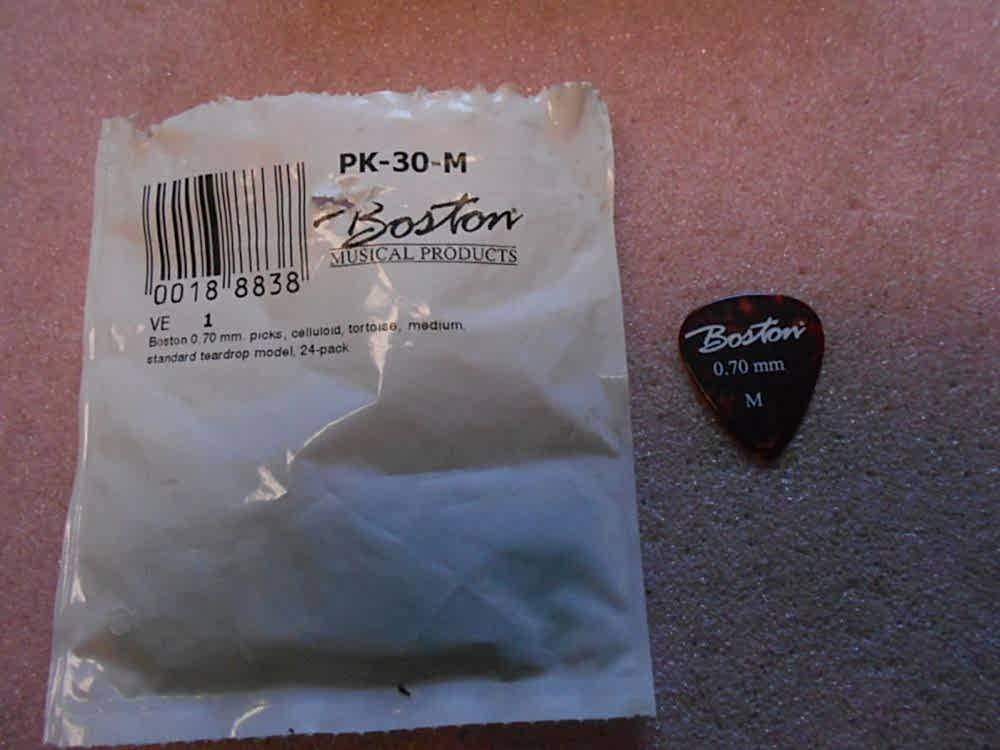 PK-30-M
Boston
MUSICAL PRODUCTS
0018 8838
VE 1
Boston 0.70 mm. picks, celluloid, tortoise, medium,
standard teardrop model, 24-pack
Boston
0.70 mm
M